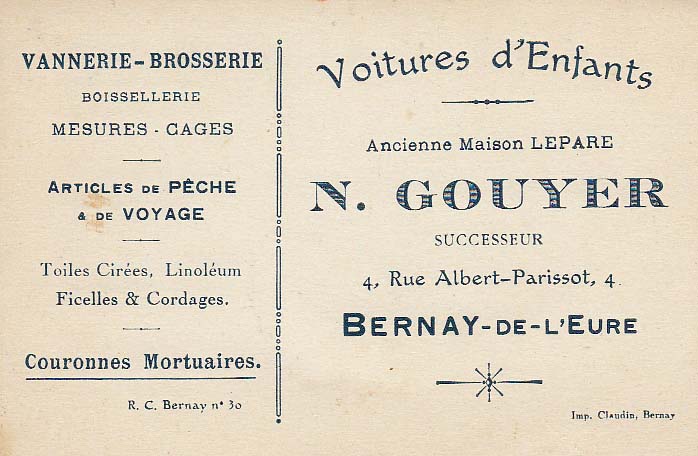 VANNERIE - BROSSERIE
BOISSELLERIE
MESURES - CAGES
ARTICLES DE PÊCHE
& DE VOYAGE
Toiles Cirées, Linoléum
Ficelles & Cordages.
Couronnes Mortuaires.
R. C. Bernay n° 30
Voitures d'Enfants
Ancienne Maison LEPARE
N. GOUYER
SUCCESSEUR
4, Rue Albert-Parissot, 4
BERNAY-DE-L'EURE
Imp. Claudin, Bernay